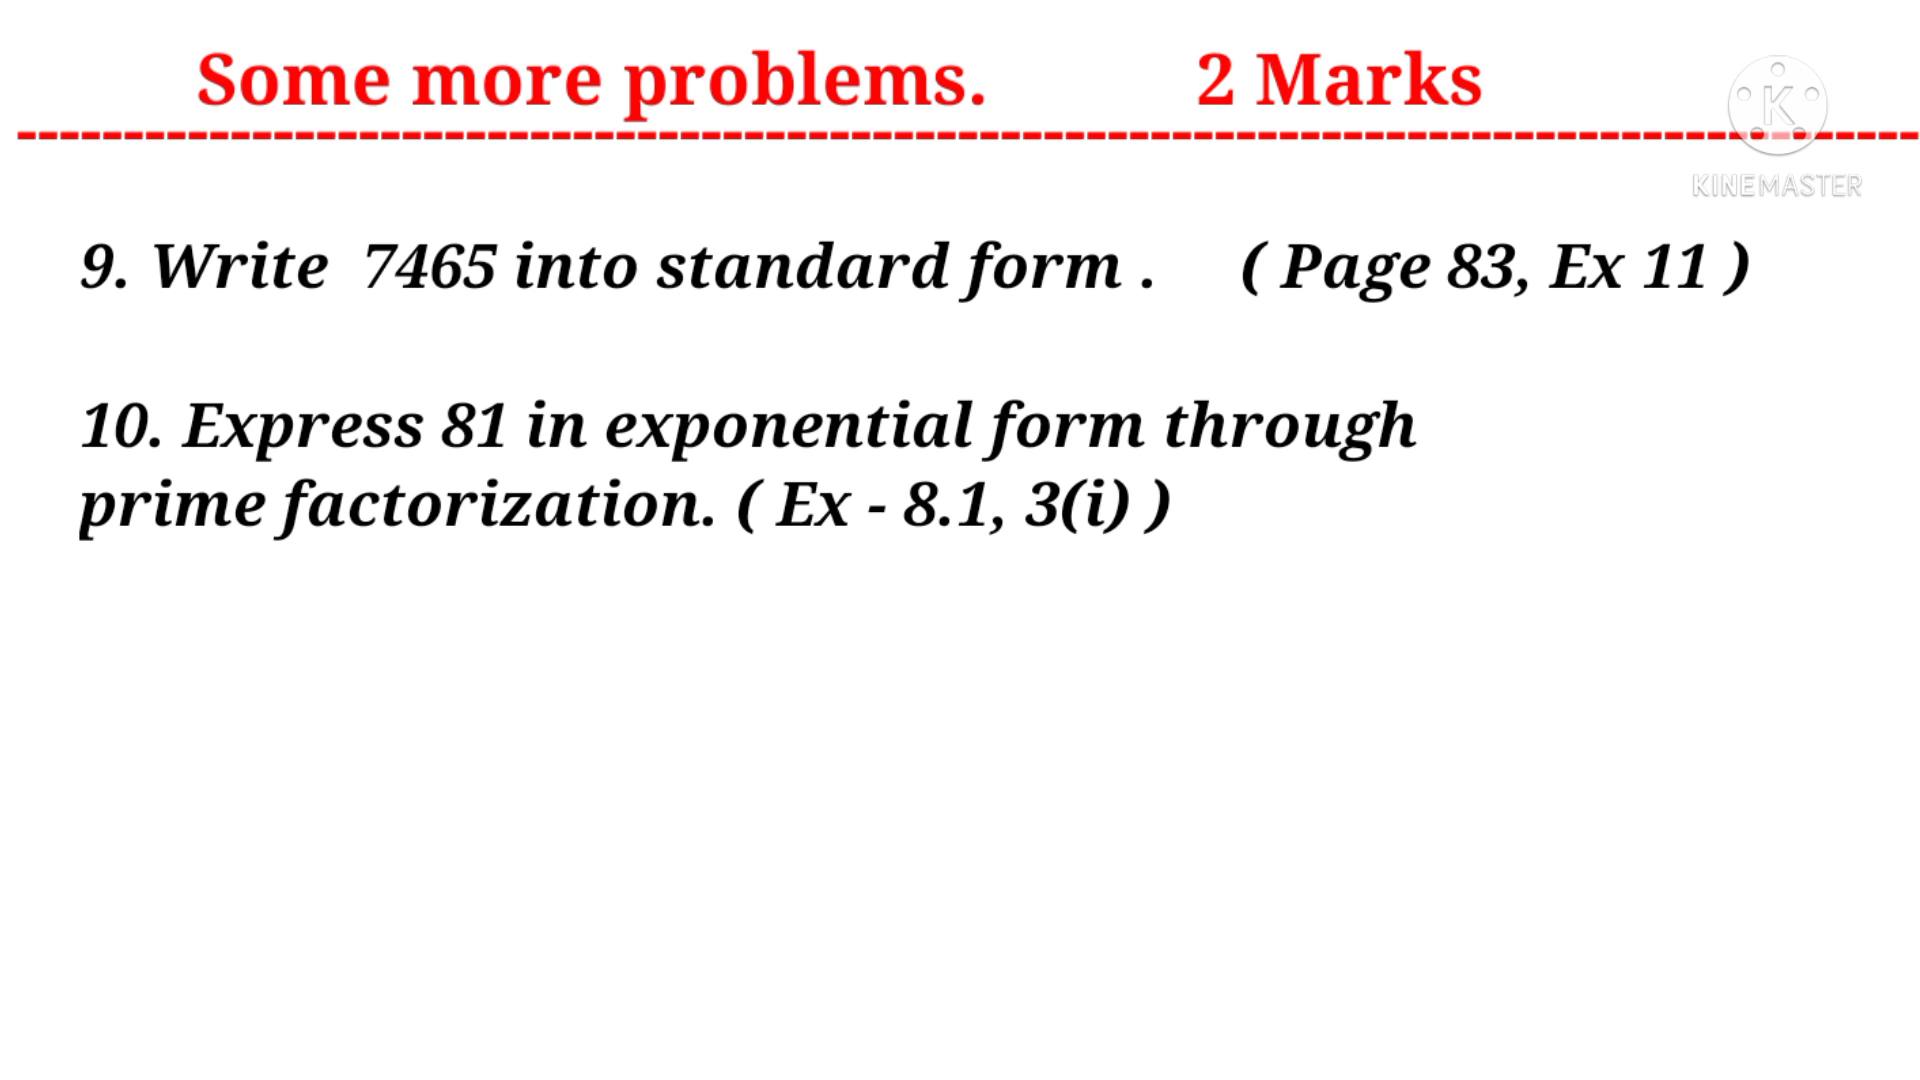 Some more problems. 2 Marks
--------------------------------------------------------------------------------
KINEMASTER
9. Write 7465 into standard form . ( Page 83, Ex 11 )
10. Express 81 in exponential form through
prime factorization. ( Ex - 8.1, 3(i) )